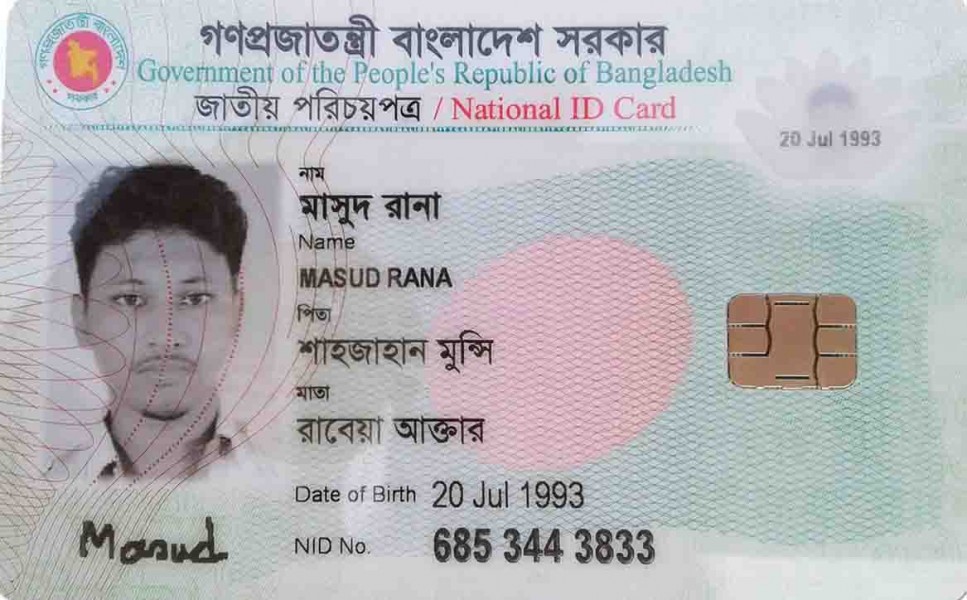 গণপ্রজাতন্ত্রী বাংলাদেশ সরকার
Government of the People's Republic of Bangladesh
জাতীয় পরিচয়পত্র / National ID Card
20 Jul 1993
নাম
মাসুদ রানা
Name
MASUD RANA
পিতা
শাহজাহান মুন্সি
মাতা
রাবেয়া আক্তার
Date of Birth 20 Jul 1993
NID No. 685 344 3833
Masud